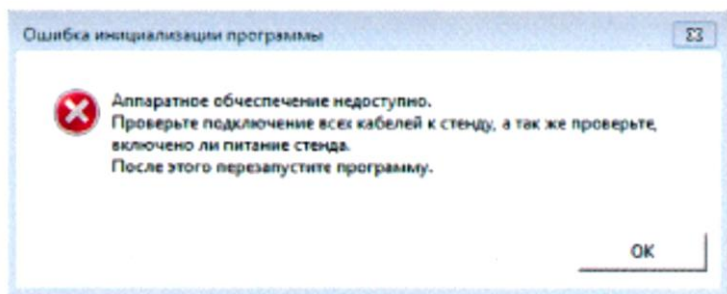 Ошибка инициализации программы
Аппаратное обчеспечение недоступно.
Проверьте подключение всех кабелей к стенду, а так же проверьте,
включено ли питание стенда.
После этого перезапустите программу.
ОК